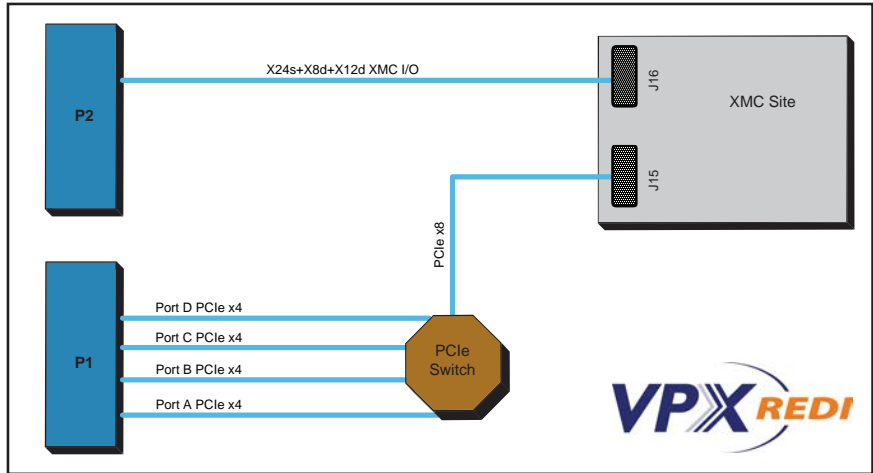 X24s+X8d+X12d XMC I/O
P2
J16
XMC Site
J15
PCIe x8
Port D PCIe x4
Port C PCIe x4
P1
PCIe
Switch
Port B PCIe x4
Port A PCIe x4
VPX REDI